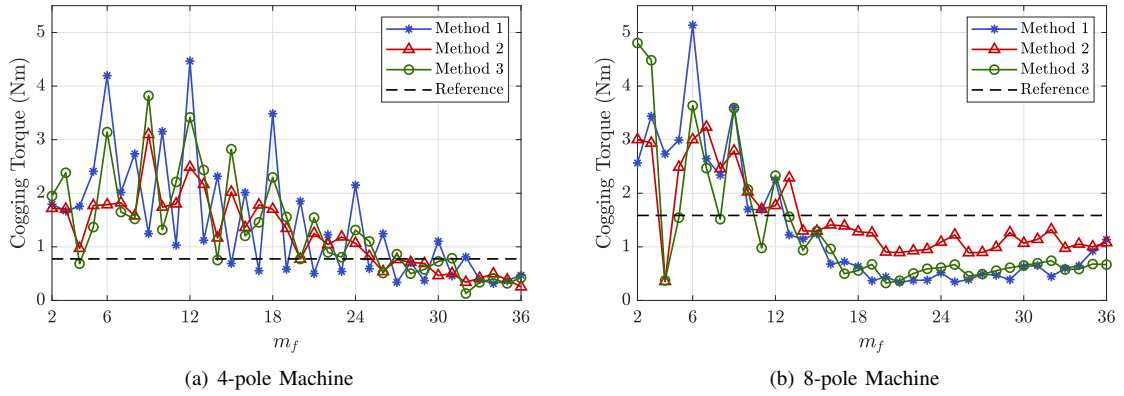 5
4
3
2
1
0
Cogging Torque (Nm)
Method 1
Method 2
Method 3
Reference
2 6 12 18 24 30 36
m_f
(a) 4-pole Machine
5
4
3
2
1
0
Cogging Torque (Nm)
Method 1
Method 2
Method 3
Reference
2 6 12 18 24 30 36
m_f
(b) 8-pole Machine